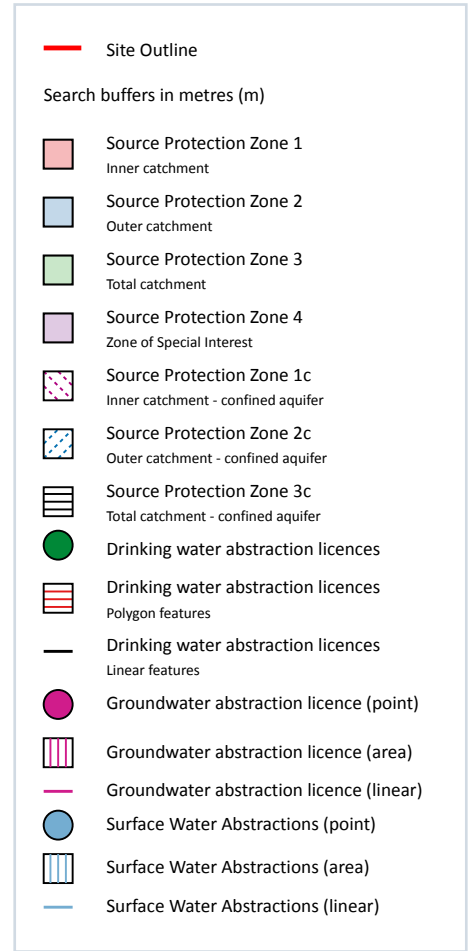 Site Outline
Search buffers in metres (m)
Source Protection Zone 1
Inner catchment
Source Protection Zone 2
Outer catchment
Source Protection Zone 3
Total catchment
Source Protection Zone 4
Zone of Special Interest
Source Protection Zone 1c
Inner catchment - confined aquifer
Source Protection Zone 2c
Outer catchment - confined aquifer
Source Protection Zone 3c
Total catchment - confined aquifer
Drinking water abstraction licences
Drinking water abstraction licences
Polygon features
Drinking water abstraction licences
Linear features
Groundwater abstraction licence (point)
Groundwater abstraction licence (area)
Groundwater abstraction licence (linear)
Surface Water Abstractions (point)
Surface Water Abstractions (area)
Surface Water Abstractions (linear)